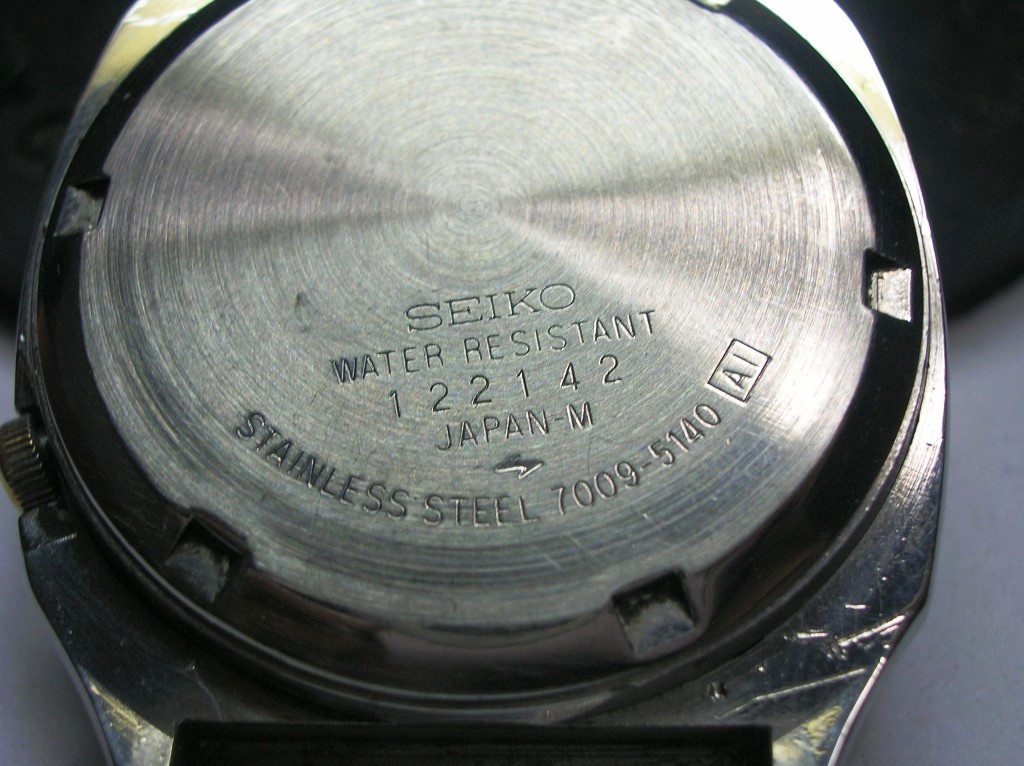 SEIKO
WATER RESISTANT
122142
JAPAN-M
STAINLESS STEEL 7009-5140 A1